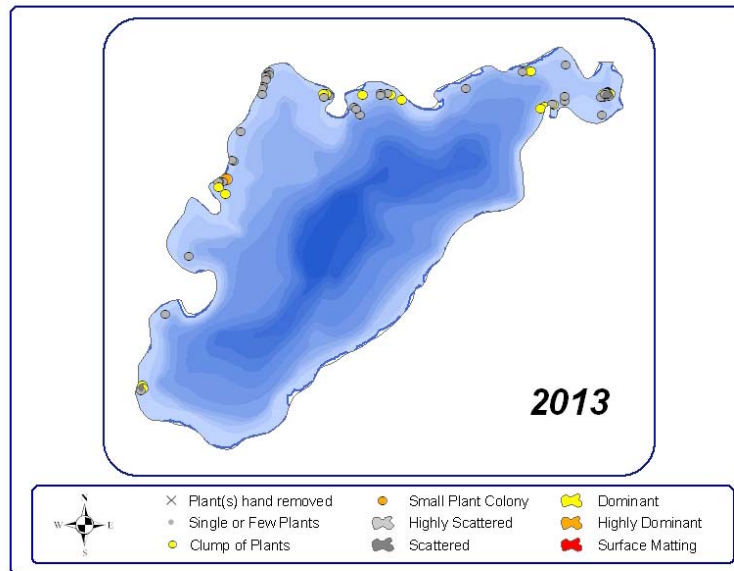 2013
N
W E
S
Plant(s) hand removed
Single or Few Plants
Clump of Plants
Small Plant Colony
Highly Scattered
Scattered
Dominant
Highly Dominant
Surface Matting